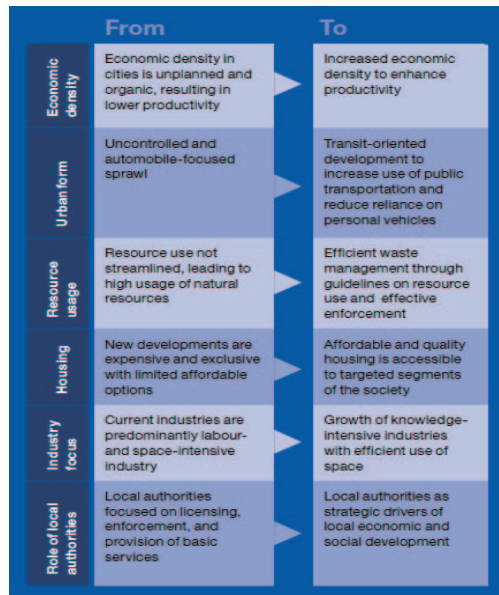 From
To
Economic
density
Economic density in
cities is unplanned and
organic, resulting in
lower productivity
Increased economic
density to enhance
productivity
Urban form
Uncontrolled and
automobile-focused
sprawl
Transit-oriented
development to
increase use of public
transportation and
reduce reliance on
personal vehicles
Resource
usage
Resource use not
streamlined, leading to
high usage of natural
resources
Efficient waste
management through
guidelines on resource
use and effective
enforcement
Housing
New developments are
expensive and exclusive
with limited affordable
options
Affordable and quality
housing is accessible
to targeted segments
of the society
Industry
focus
Current industries are
predominantly labour-
and space-intensive
industry
Growth of knowledge-
intensive industries
with efficient use of
space
Role of local
authorities
Local authorities
focused on licensing,
enforcement, and
provision of basic
services
Local authorities as
strategic drivers of
local economic and
social development